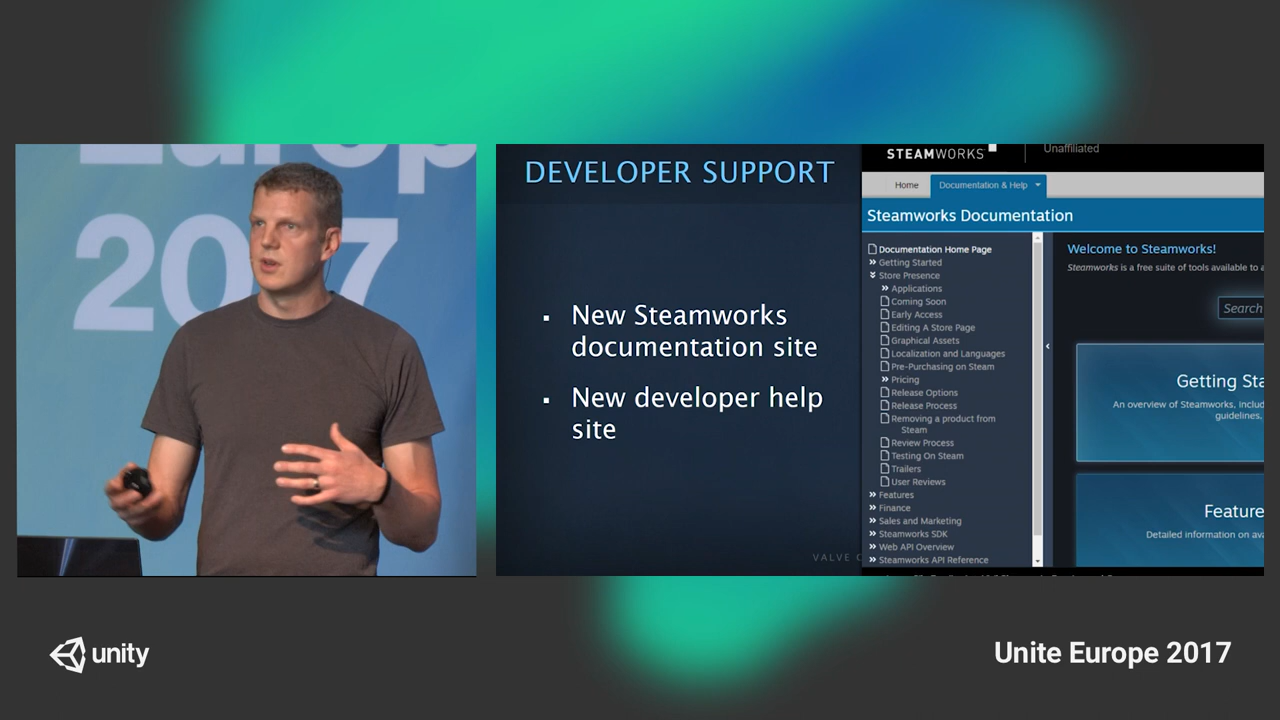 Europ
2017
DEVELOPER SUPPORT
▪ New Steamworks
documentation site
▪ New developer help
site
VALVE
STEAMWORKS
Unaffiliated
Home
Documentation & Help
Steamworks Documentation
Documentation Home Page
Getting Started
Store Presence
Applications
Coming Soon
Early Access
Editing A Store Page
Graphical Assets
Localization and Languages
Pre-Purchasing on Steam
Pricing
Release Options
Release Process
Removing a product from
Steam
Review Process
Testing On Steam
Trailers
User Reviews
Features
Finance
Sales and Marketing
Steamworks SDK
Web API Overview
Steamworks API Reference
Welcome to Steamworks!
Steamworks is a free suite of tools available to a
Search
Getting Sta
An overview of Steamworks, includ
guidelines,
Feature
Detailed information on ava
unity
Unite Europe 2017